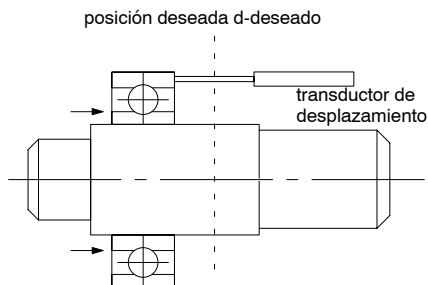 posición deseada d-deseado
transductor de
desplazamiento